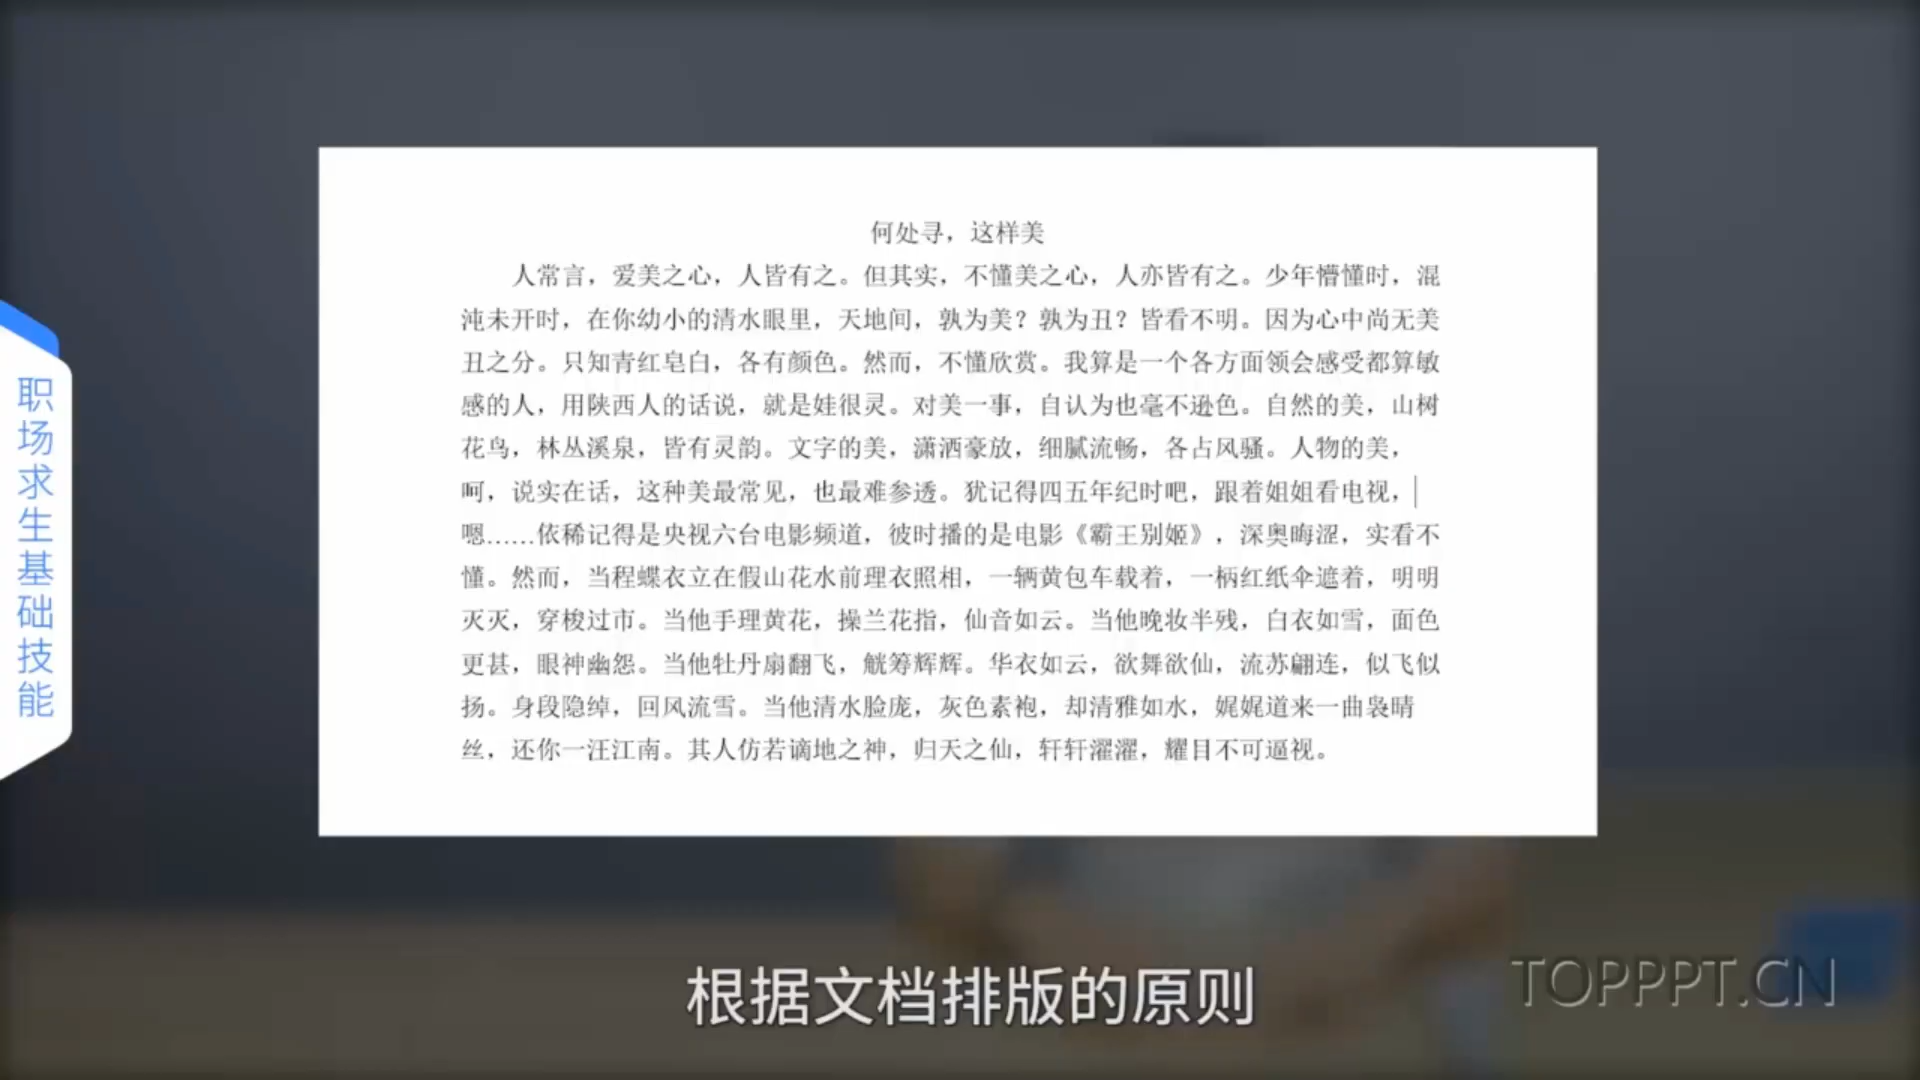 何处寻，这样美
人常言，爱美之心，人皆有之。但其实，不懂美之心，人亦皆有之。少年懵懂时，混
沌未开时，在你幼小的清水眼里，天地间，孰为美？孰为丑？皆看不明。因为心中尚无美
丑之分。只知青红皂白，各有颜色。然而，不懂欣赏。我算是一个各方面领会感受都算敏
感的人，用陕西人的话说，就是娃很灵。对美一事，自认为也毫不逊色。自然的美，山树
花鸟，林丛溪泉，皆有灵韵。文字的美，潇洒豪放，细腻流畅，各占风骚。人物的美，
呵，说实在话，这种美最常见，也最难参透。犹记得四五年纪时吧，跟着姐姐看电视，
嗯……依稀记得是央视六台电影频道，彼时播的是电影《霸王别姬》，深奥晦涩，实看不
懂。然而，当程蝶衣立在假山花水前理衣照相，一辆黄包车载着，一柄红纸伞遮着，明明
灭灭，穿梭过市。当他手理黄花，操兰花指，仙音如云。当他晚妆半残，白衣如雪，面色
更甚，眼神幽怨。当他牡丹扇翻飞，觥筹辉辉。华衣如云，欲舞欲仙，流苏翩连，似飞似
扬。身段隐绰，回风流雪。当他清水脸庞，灰色素袍，却清雅如水，娓娓道来一曲袅晴
丝，还你一汪江南。其人仿若谪地之神，归天之仙，轩轩濯濯，耀目不可逼视。
职场求生基础技能
根据文档排版的原则
TOPPPT.CN